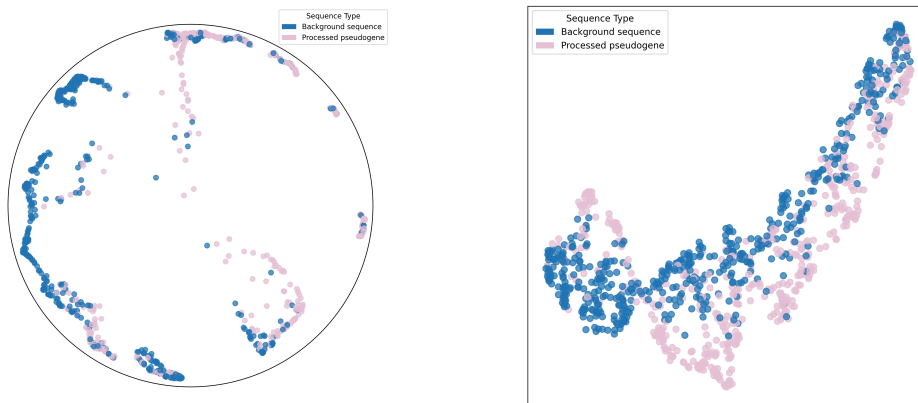 Sequence Type
Background sequence
Processed pseudogene
Sequence Type
Background sequence
Processed pseudogene